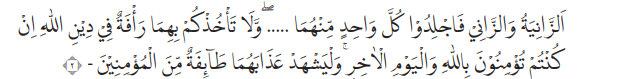 اَلزَّانِيَةُ وَالزَّانِيْ فَاجْلِدُوْا كُلَّ وَاحِدٍ مِّنْهُمَا ..... ۖ وَّلَا تَأْخُذْكُمْ بِهِمَا رَأْفَةٌ فِيْ دِيْنِ اللّٰهِ اِنْ
كُنْتُمْ تُؤْمِنُوْنَ بِاللّٰهِ وَالْيَوْمِ الْاٰخِرِۚ وَلْيَشْهَدْ عَذَابَهُمَا طَاۤىِٕفَةٌ مِّنَ الْمُؤْمِنِيْنَ - ﴿٢﴾